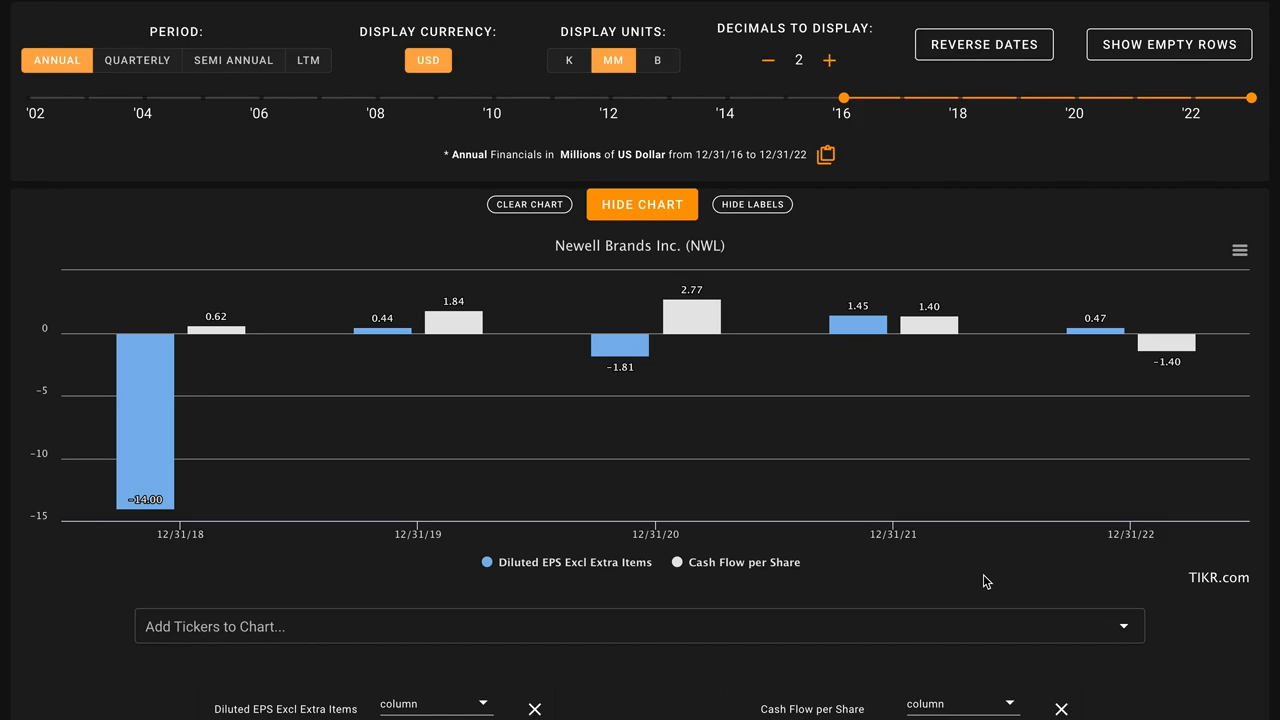 PERIOD: DISPLAY CURRENCY: DISPLAY UNITS: DECIMALS TO DISPLAY:
ANNUAL QUARTERLY SEMI ANNUAL LTM USD K MM B − 2 + REVERSE DATES SHOW EMPTY ROWS
'02 '04 '06 '08 '10 '12 '14 '16 '18 '20 '22
* Annual Financials in Millions of US Dollar from 12/31/16 to 12/31/22
CLEAR CHART HIDE CHART HIDE LABELS
Newell Brands Inc. (NWL)
0
−5
−10
−15
−14.00 0.62 0.44 1.84 −1.81 2.77 1.45 1.40 0.47 −1.40
12/31/18 12/31/19 12/31/20 12/31/21 12/31/22
Diluted EPS Excl Extra Items Cash Flow per Share
TIKR.com
Add Tickers to Chart...
Diluted EPS Excl Extra Items column Cash Flow per Share column